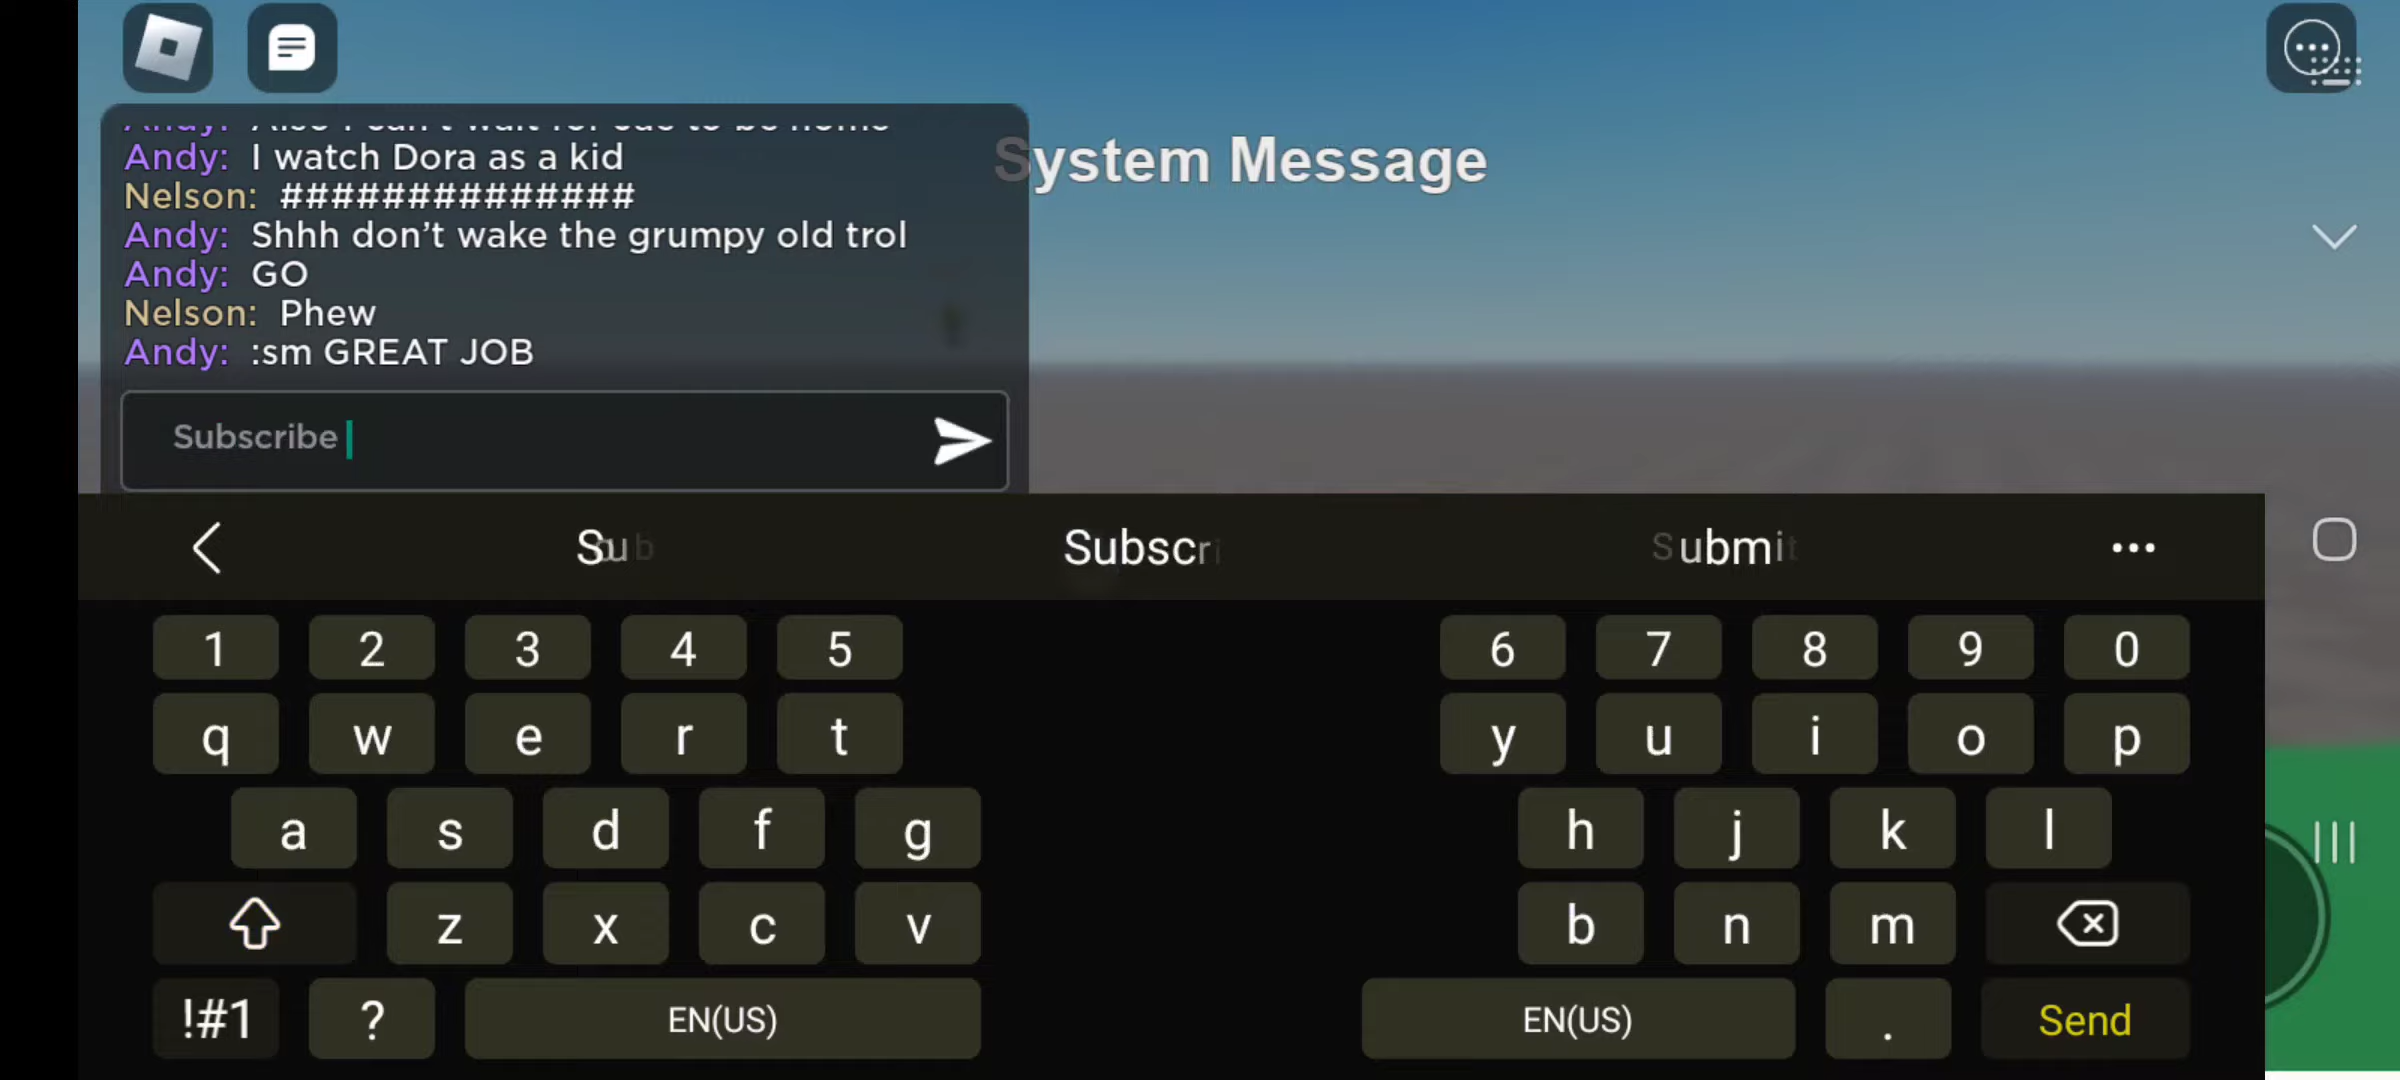 System Message
Andy: I watch Dora as a kid
Nelson: ##############
Andy: Shhh don’t wake the grumpy old trol
Andy: GO
Nelson: Phew
Andy: :sm GREAT JOB
Subscribe
Subscri
Submit
1 2 3 4 5 6 7 8 9 0
q w e r t y u i o p
a s d f g h j k l
z x c v b n m
!#1 ? EN(US) EN(US) . Send